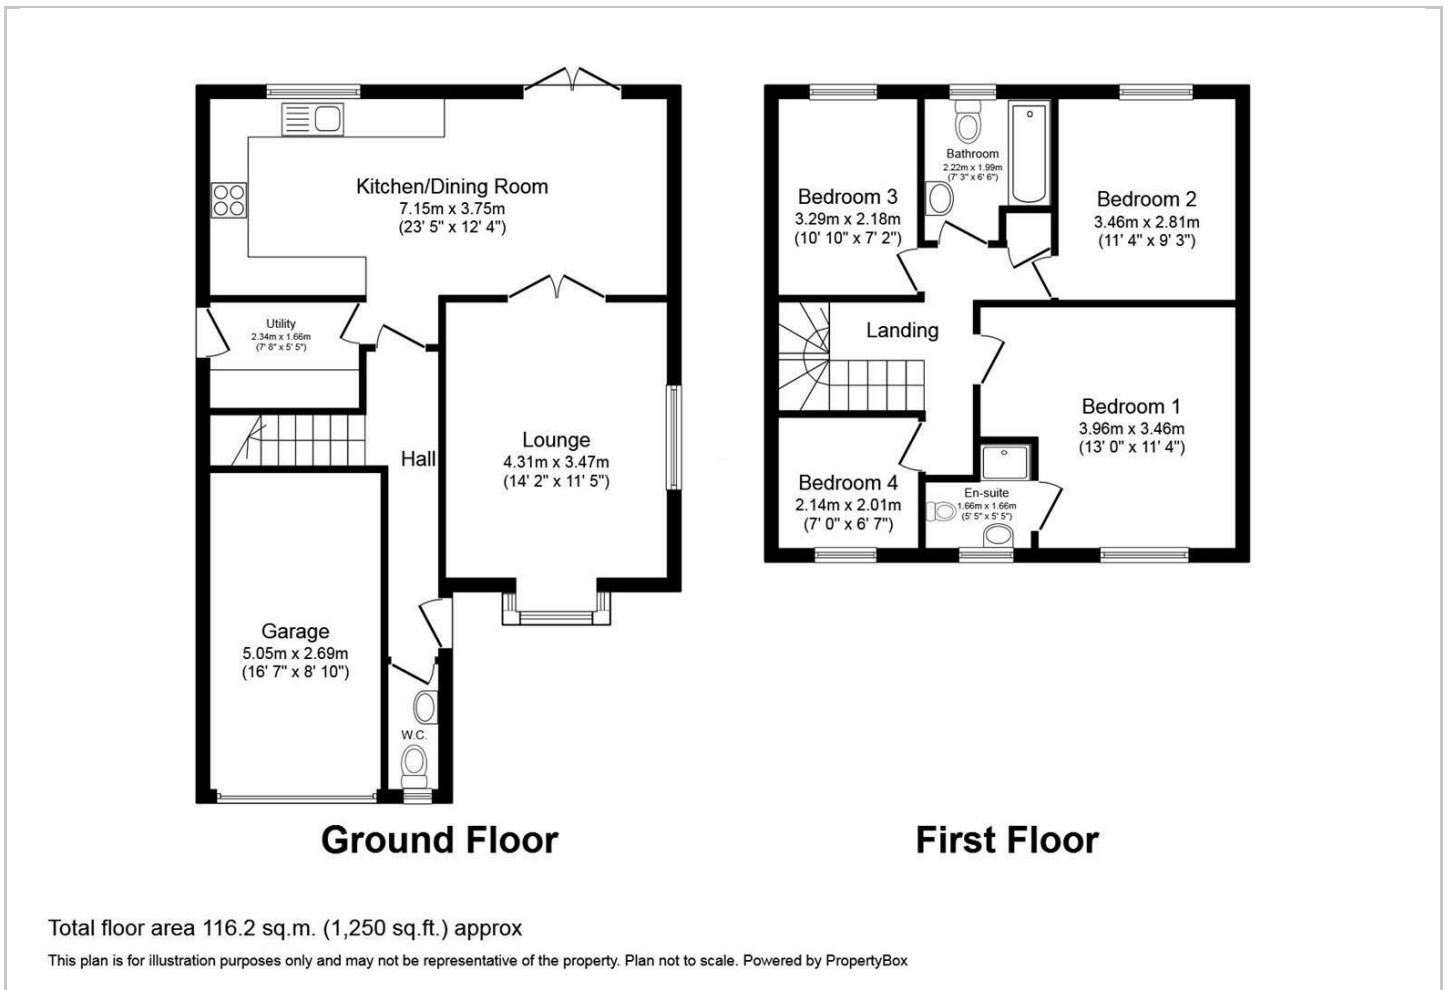 Kitchen/Dining Room
7.15m x 3.75m
(23' 5" x 12' 4")
Utility
2.34m x 1.66m
(7' 8" x 5' 5")
Hall
Lounge
4.31m x 3.47m
(14' 2" x 11' 5")
Garage
5.05m x 2.69m
(16' 7" x 8' 10")
W.C.
Ground Floor
Bedroom 3
3.29m x 2.18m
(10' 10" x 7' 2")
Bathroom
2.22m x 1.99m
(7' 3" x 6' 6")
Bedroom 2
3.46m x 2.81m
(11' 4" x 9' 3")
Landing
Bedroom 1
3.96m x 3.46m
(13' 0" x 11' 4")
Bedroom 4
2.14m x 2.01m
(7' 0" x 6' 7")
En-suite
1.66m x 1.66m
(5' 5" x 5' 5")
First Floor
Total floor area 116.2 sq.m. (1,250 sq.ft.) approx
This plan is for illustration purposes only and may not be representative of the property. Plan not to scale. Powered by PropertyBox